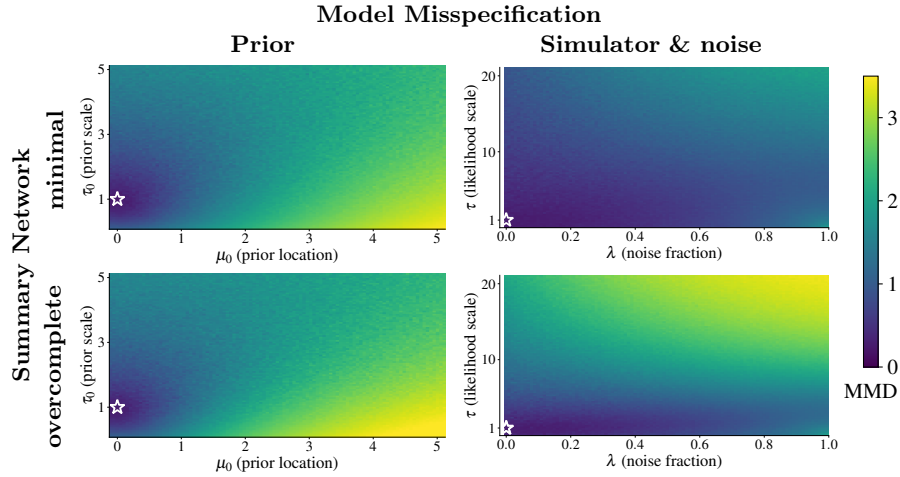 Model Misspecification
Prior
Simulator & noise
Summary Network
minimal
overcomplete
τ₀ (prior scale)
5
3
1
0 1 2 3 4 5
μ₀ (prior location)
τ (likelihood scale)
20
10
1
0.0 0.2 0.4 0.6 0.8 1.0
λ (noise fraction)
τ₀ (prior scale)
5
3
1
0 1 2 3 4 5
μ₀ (prior location)
τ (likelihood scale)
20
10
1
0.0 0.2 0.4 0.6 0.8 1.0
λ (noise fraction)
3
2
1
0
MMD